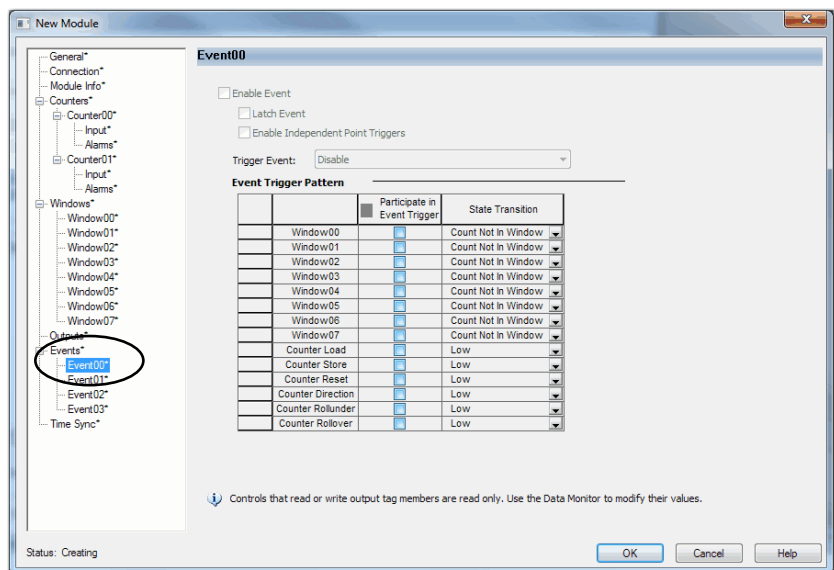 New Module
General*
Connection*
Module Info*
Counters*
Counter00*
Input*
Alarms*
Counter01*
Input*
Alarms*
Windows*
Window00*
Window01*
Window02*
Window03*
Window04*
Window05*
Window06*
Window07*
Outputs*
Events*
Event00*
Event01*
Event02*
Event03*
Time Sync*
Event00
Enable Event
Latch Event
Enable Independent Point Triggers
Trigger Event: Disable
Event Trigger Pattern
Participate in Event Trigger State Transition
Window00 Count Not In Window
Window01 Count Not In Window
Window02 Count Not In Window
Window03 Count Not In Window
Window04 Count Not In Window
Window05 Count Not In Window
Window06 Count Not In Window
Window07 Count Not In Window
Counter Load Low
Counter Store Low
Counter Reset Low
Counter Direction Low
Counter Rollunder Low
Counter Rollover Low
Controls that read or write output tag members are read only. Use the Data Monitor to modify their values.
Status: Creating
OK Cancel Help